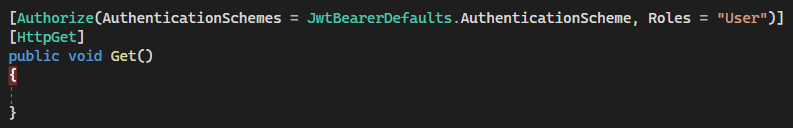 [Authorize(AuthenticationSchemes = JwtBearerDefaults.AuthenticationScheme, Roles = "User")]
[HttpGet]
public void Get()
{
}